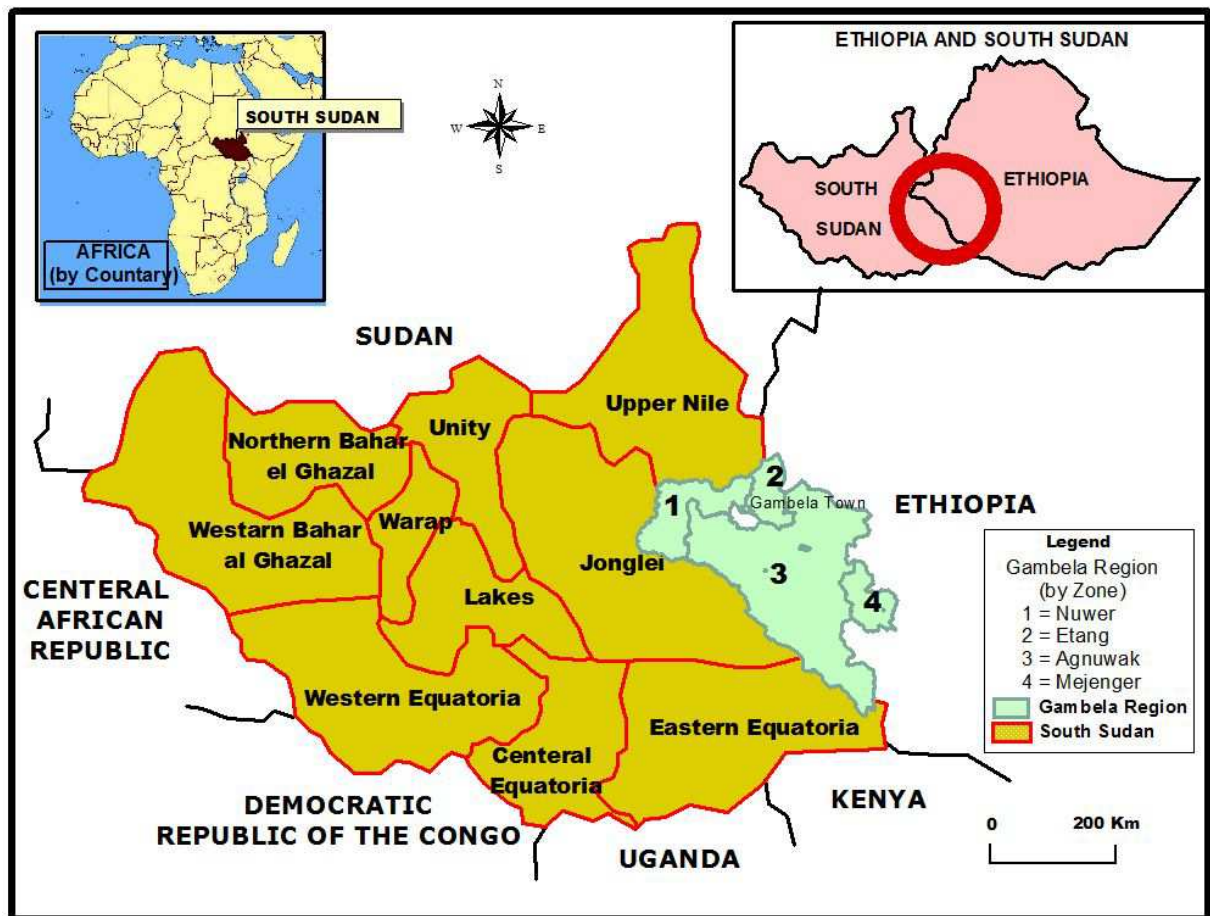 SOUTH SUDAN
AFRICA
(by Countary)
N
W
E
S
ETHIOPIA AND SOUTH SUDAN
SOUTH
SUDAN
ETHIOPIA
SUDAN
Upper Nile
Unity
Northern Bahar
el Ghazal
Warap
Westarn Bahar
al Ghazal
Jonglei
Lakes
1
2
Gambela Town
3
4
ETHIOPIA
CENTERAL
AFRICAN
REPUBLIC
Western Equatoria
Eastern Equatoria
Centeral
Equatoria
DEMOCRATIC
REPUBLIC OF THE CONGO
UGANDA
KENYA
Legend
Gambela Region
(by Zone)
1 = Nuwer
2 = Etang
3 = Agnuwak
4 = Mejenger
Gambela Region
South Sudan
0 200 Km